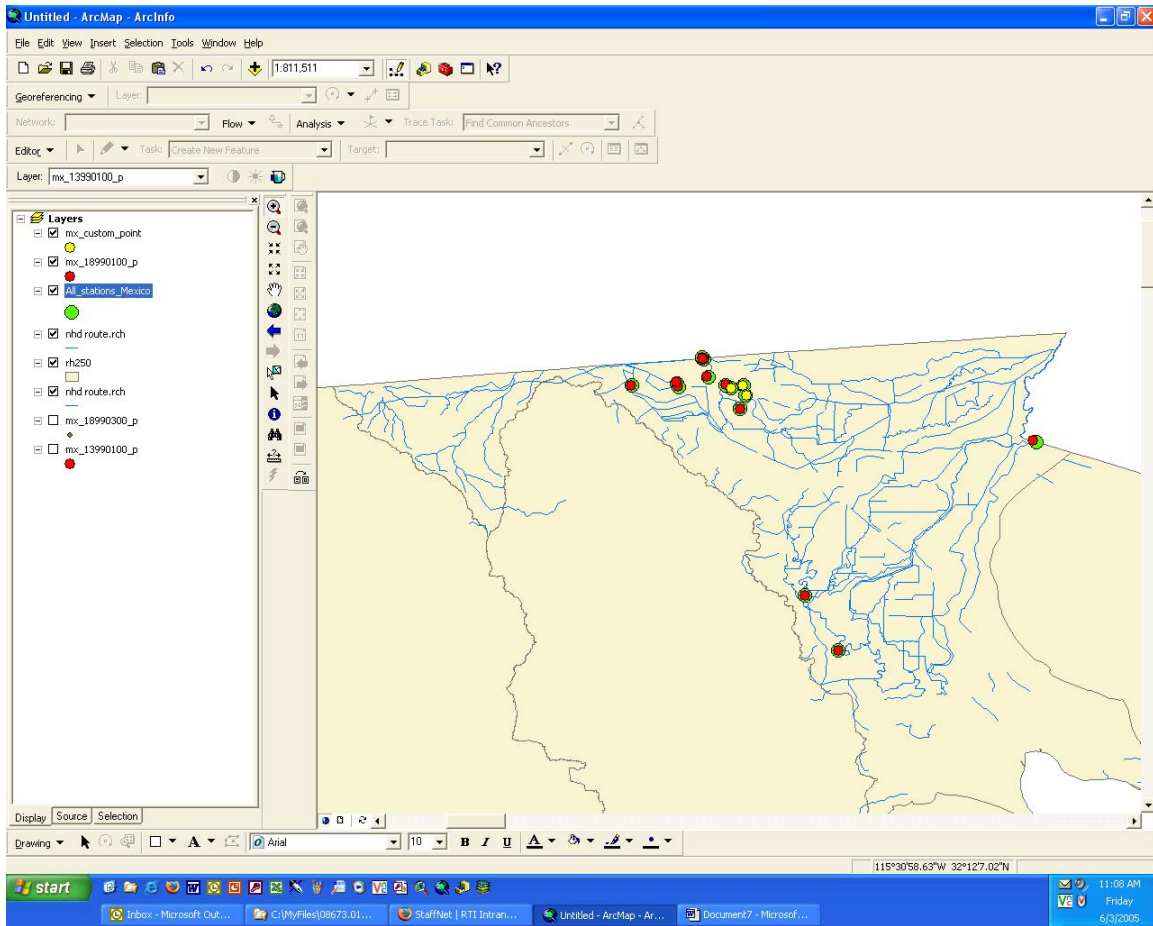 Untitled - ArcMap - ArcInfo
File Edit View Insert Selection Tools Window Help
1:811,511
Georeferencing Layer:
Network: Flow Analysis Trace Task: Find Common Ancestors
Editor Task: Create New Feature Target:
Layer: mx_13990100_p
Layers
mx_custom_point
mx_18990100_p
All_stations_Mexico
nhd route.rch
rh250
nhd route.rch
mx_18990300_p
mx_13990100_p
Display Source Selection
Drawing A Arial 10 B I U A
115°30'58.63"W 32°12'7.02"N
start
11:08 AM
Friday
6/3/2005
Inbox - Microsoft Out... C:\MyFiles\08673.01... StaffNet | RTI Intran... Untitled - ArcMap - Ar... Document7 - Microsof...